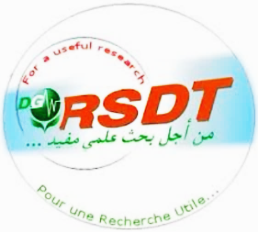 For a useful research
DGRSDT
من أجل بحث علمي مفيد ...
Pour une Recherche Utile...